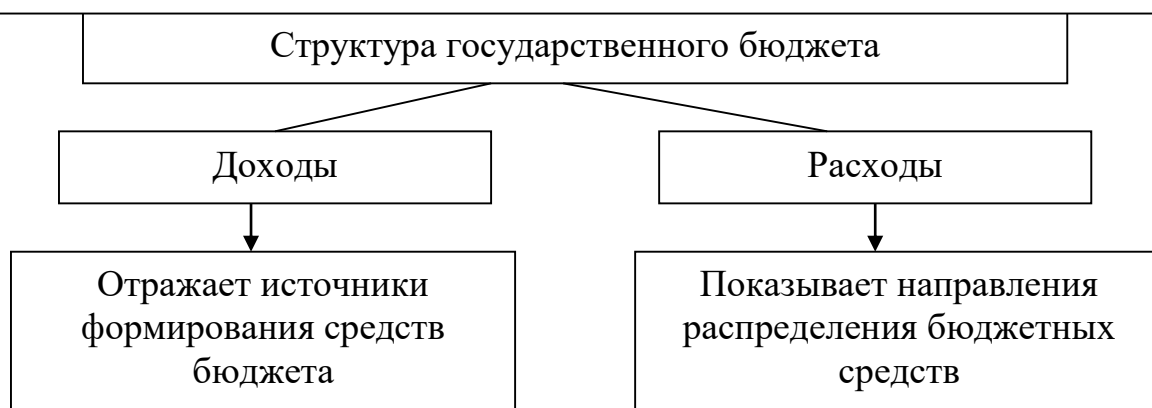 Структура государственного бюджета
Доходы
Расходы
Отражает источники
формирования средств
бюджета
Показывает направления
распределения бюджетных
средств